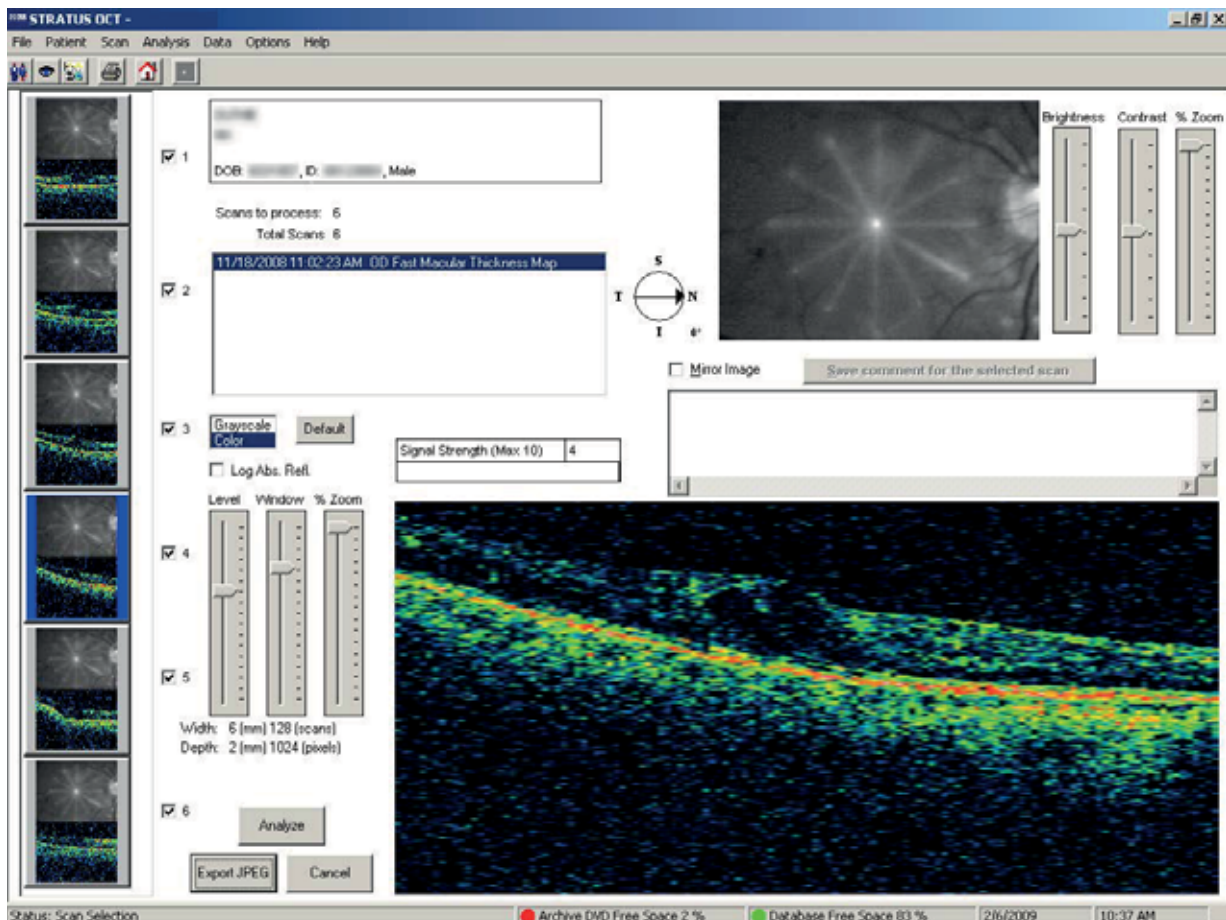 STRATUS OCT -
File Patient Scan Analysis Data Options Help
1
DOB: , ID: , Male
Scans to process: 6
Total Scans 6
2
11/18/2008 11:02:23 AM OD Fast Macular Thickness Map
S
T N
I 6°
Brightness Contrast % Zoom
Mirror Image Save comment for the selected scan
3
Grayscale Default
Color
Signal Strength (Max 10) 4
Log Abs. Refl.
Level Window % Zoom
4
5
Width: 6 (mm) 128 (scans)
Depth: 2 (mm) 1024 (pixels)
6
Analyze
Export JPEG Cancel
Status: Scan Selection Archive DVD Free Space 2 % Database Free Space 83 % 2/6/2009 10:37 AM